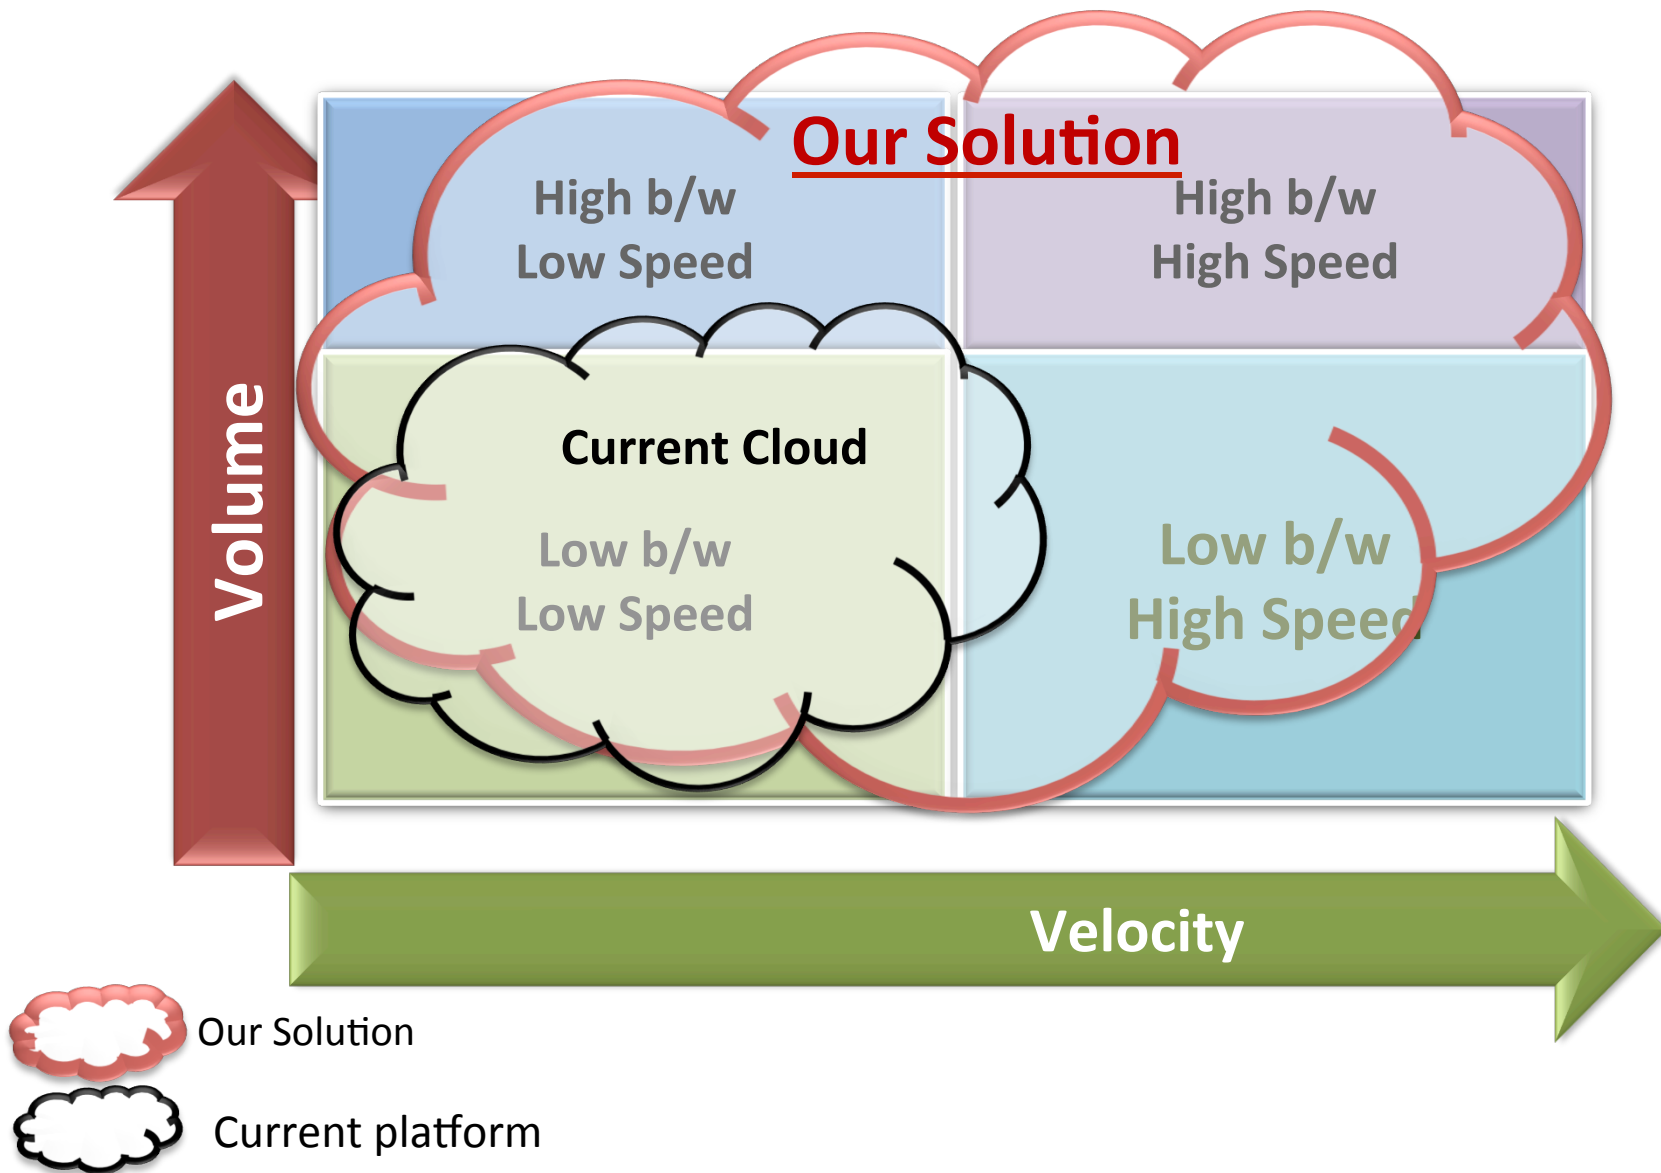 Our Solution
High b/w
Low Speed
High b/w
High Speed
Current Cloud
Low b/w
Low Speed
Low b/w
High Speed
Volume
Velocity
Our Solution
Current platform